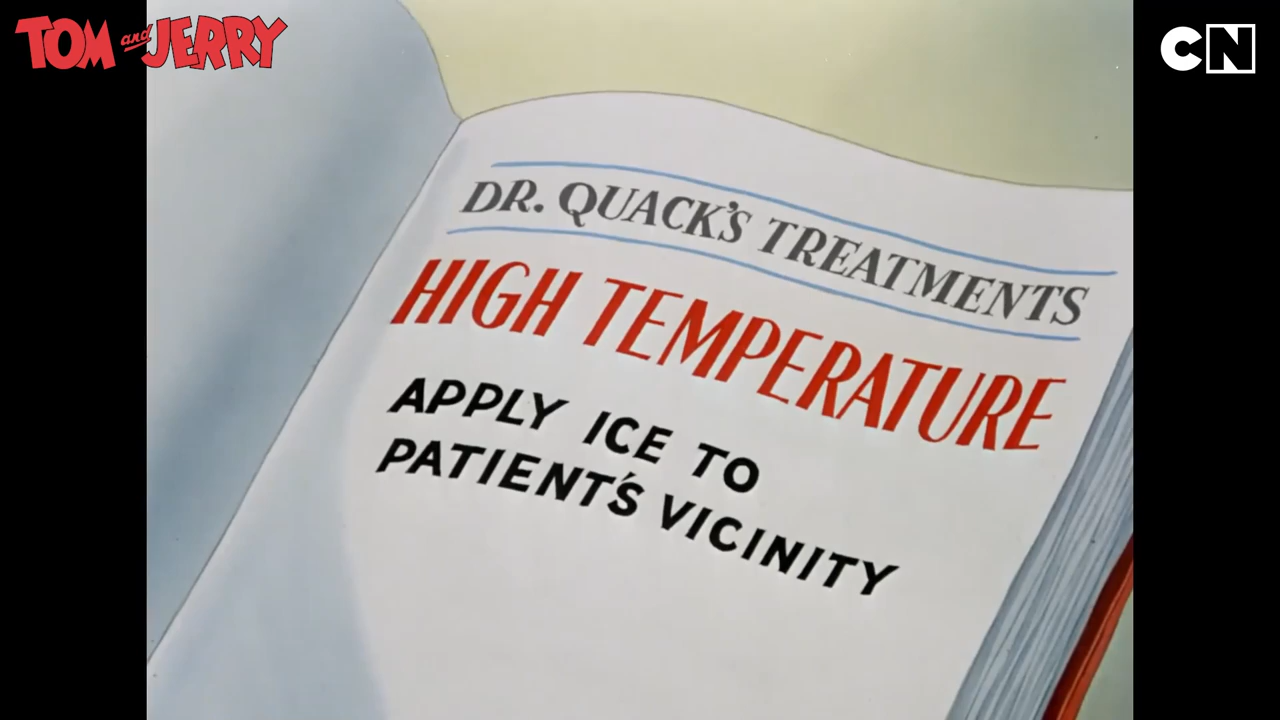 TOM and JERRY
CN
DR. QUACK'S TREATMENTS
HIGH TEMPERATURE
APPLY ICE TO
PATIENT'S VICINITY